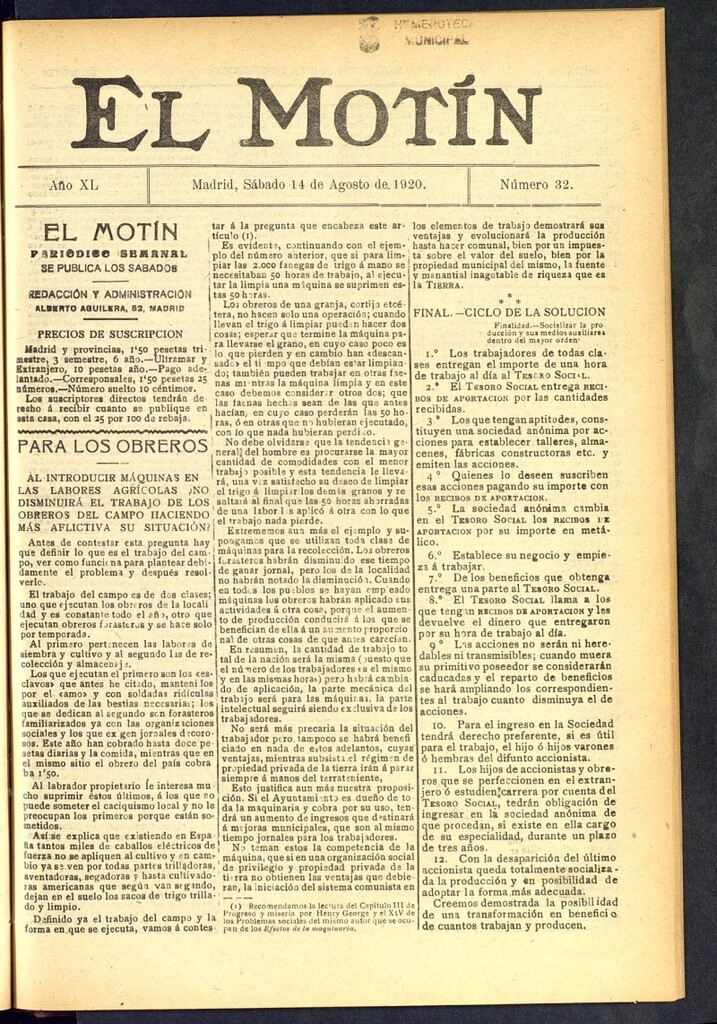 HEMEROTECA
MUNICIPAL
EL MOTÍN
Año XL
Madrid, Sábado 14 de Agosto de 1920.
Número 32.
EL MOTÍN
PERIÓDICO SEMANAL
SE PUBLICA LOS SABADOS
REDACCIÓN Y ADMINISTRACIÓN
ALBERTO AGUILERA, 52, MADRID
PRECIOS DE SUSCRIPCION
Madrid y provincias, 1'50 pesetas tri-
mestre, 3 semestre, 6 año.—Ultramar y
Extranjero, 10 pesetas año.—Pago ade-
lantado.—Corresponsales, 1'50 pesetas 25
números.—Número suelto 10 céntimos.
Los suscriptores directos tendrán de-
recho á recibir cuanto se publique en
esta casa, con el 25 por 100 de rebaja.
PARA LOS OBREROS
AL INTRODUCIR MÁQUINAS EN
LAS LABORES AGRÍCOLAS ¿NO
DISMINUIRÁ EL TRABAJO DE LOS
OBREROS DEL CAMPO HACIENDO
MÁS AFLICTIVA SU SITUACIÓN?
Antes de contestar esta pregunta hay
que definir lo que es el trabajo del cam-
po, ver como funciona para plantear debi-
damente el problema y después resol-
verlo.
El trabajo del campo es de dos clases;
uno que ejecutan los obreros de la locali-
dad y es constante todo el año, otro que
ejecutan obreros forasteros y se hace solo
por temporada.
Al primero pertenecen las labores de
siembra y cultivo y al segundo las de re-
colección y almacenaje.
Los que ejecutan el primero son los «es-
clavos» que antes he citado, manteni los
por el «amo» y con soldadas ridículas
auxiliados de las bestias necesarias; los
que se dedican al segundo son forasteros
familiarizados ya con las organizaciones
sociales y los que exigen jornales decoro-
sos. Este año han cobrado hasta doce pe-
setas diarias y la comida, mientras que en
el mismo sitio el obrero del país cobra
ba 1'50.
Al labrador propietario le interesa mu-
cho suprimir éstos últimos, á los que no
puede someter el caciquismo local y no le
preocupan los primeros porque están so-
metidos.
Así se explica que existiendo en Espa
ña tantos miles de caballos eléctricos de
fuerza no se apliquen al cultivo y en cam-
bio ya se ven por todas partes trilladoras,
aventadoras, segadoras y hasta cultivado-
ras americanas que según van segando,
dejan en el suelo los sacos de trigo trilla-
do y limpio.
Definido ya el trabajo del campo y la
forma en que se ejecuta, vamos á contes-
tar á la pregunta que encabeza este ar-
tículo (1).
Es evidente, continuando con el ejem-
plo del número anterior, que si para lim-
piar las 2.000 fanegas de trigo á mano se
necesitaban 50 horas de trabajo, al ejecu-
tar la limpia una máquina se suprimen es-
tas 50 horas.
Los obreros de una granja, cortijo etcé-
tera, no hacen solo una operación; cuando
llevan el trigo á limpiar pueden hacer dos
cosas; esperar que termine la máquina pa-
ra llevarse el grano, en cuyo caso poco es
lo que pierden y en cambio han «descan-
sado» el tiempo que debían estar limpian-
do; también pueden trabajar en otras fae-
nas mientras la máquina limpia y en este
caso debemos considerar otros dos; que
las faenas hechas sean de las que antes
hacían, en cuyo caso perderán las 50 ho-
ras, ó en otras que no hubieran ejecutado,
con lo que nada hubieran perdido.
No debe olvidarse que la tendencia ge-
neral del hombre es procurarse la mayor
cantidad de comodidades con el menor
trabajo posible y esta tendencia le lleva-
rá, una vez satisfecho su deseo de limpiar
el trigo á limpiar los demás granos y re-
sultará al final que las 50 horas ahorradas
de una labor las aplicó á otra con lo que
el trabajo nada pierde.
Extrememos aun más el ejemplo y su-
pongamos que se utilizan toda clase de
máquinas para la recolección. Los obreros
forasteros habrán disminuido ese tiempo
de ganar jornal, pero los de la localidad
no habrán notado la disminución. Cuando
en todos los pueblos se hayan empleado
máquinas los obreros habrán aplicado sus
actividades á otra cosa, porque el aumen-
to de producción conducirá á los que se
benefician de ella á un aumento proporcio-
nal de otras cosas de que antes carecían.
En resumen, la cantidad de trabajo to
tal de la nación será la misma (puesto que
el número de los trabajadores es el mismo
y en las mismas horas) pero habrá cambia-
do de aplicación, la parte mecánica del
trabajo será para las máquinas, la parte
intelectual seguirá siendo exclusiva de los
trabajadores.
No será más precaria la situación del
trabajador pero tampoco se habrá benefi
ciado en nada de estos adelantos, cuyas
ventajas, mientras subsista el régimen de
propiedad privada de la tierra irán á parar
siempre á manos del terrateniente.
Esto justifica aun más nuestra proposi-
sición. Si el Ayuntamiento es dueño de to-
da la maquinaria y cobra por su uso, ten-
drá un aumento de ingresos que destinará
á mejoras municipales, que son al mismo
tiempo jornales para los trabajadores.
No teman estos la competencia de la
máquina, que si en una organización social
de privilegio y propiedad privada de la
tierra no obtienen las ventajas que debie-
ran, la iniciación del sistema comunista en
(1) Recomendamos la lectura del Capítulo III de
Progreso y miseria por Henry George y el XIV de
los Problemas sociales del mismo autor que se ocu-
pan de los Efectos de la maquinaria.
los elementos de trabajo demostrará sus
ventajas y evolucionará la producción
hasta hacer comunal, bien por un impues-
ta sobre el valor del suelo, bien por la
propiedad municipal del mismo, la fuente
y manantial inagotable de riqueza que es
la TIERRA.
* * *
FINAL.—CICLO DE LA SOLUCION
Finalidad.—Socializar la pro-
ducción y sus medios auxiliares
dentro del mayor orden·
1.º Los trabajadores de todas cla-
ses entregan el importe de una hora
de trabajo al día al TESORO SOCIAL.
2.º El TESORO SOCIAL entrega RECI-
BOS DE APORTACION por las cantidades
recibidas.
3.º Los que tengan aptitudes, cons-
tituyen una sociedad anónima por ac-
ciones para establecer talleres, alma-
cenes, fábricas constructoras etc. y
emiten las acciones.
4.º Quienes lo deseen suscriben
esas acciones pagando su importe con
los RECIBOS DE APORTACION.
5.º La sociedad anónima cambia
en el TESORO SOCIAL los RECIBOS DE
APORTACION por su importe en metá-
lico.
6.º Establece su negocio y empie-
za á trabajar.
7.º De los beneficios que obtenga
entrega una parte al TESORO SOCIAL.
8.º El TESORO SOCIAL llama a los
que tengan RECIBOS DE APORTACION y les
devuelve el dinero que entregaron
por su hora de trabajo al día.
9.º Las acciones no serán ni here-
dables ni transmisibles; cuando muera
su primitivo poseedor se considerarán
caducadas y el reparto de beneficios
se hará ampliando los correspondien-
tes al trabajo cuanto disminuya el de
acciones.
10. Para el ingreso en la Sociedad
tendrá derecho preferente, si es útil
para el trabajo, el hijo ó hijos varones
ó hembras del difunto accionista.
11. Los hijos de accionistas y obre-
ros que se perfeccionen en el extran-
jero ó estudien carrera por cuenta del
TESORO SOCIAL, tedrán obligación de
ingresar en la sociedad anónima de
que procedan, si existe en ella cargo
de su especialidad, durante un plazo
de tres años.
12. Con la desaparición del último
accionista queda totalmente socializa-
da la producción y en posibilidad de
adoptar la forma más adecuada.
Creemos demostrada la posibilidad
de una transformación en beneficio
de cuantos trabajan y producen.